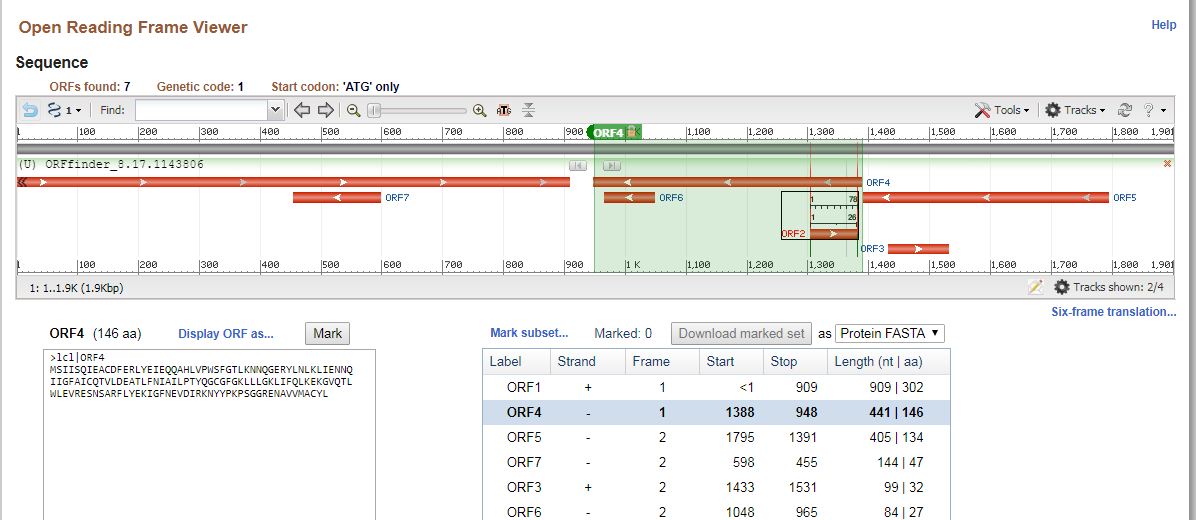 Open Reading Frame Viewer
Help
Sequence
ORFs found: 7 Genetic code: 1 Start codon: 'ATG' only
1 Find: ATG Tools Tracks ?
1 100 200 300 400 500 600 700 800 900 ORF4 K 1,100 1,200 1,300 1,400 1,500 1,600 1,700 1,800 1,901
(U) ORFfinder_8.17.1143806
ORF4
ORF7 ORF6 1 78 ORF5
1 26
ORF2
ORF3
1 100 200 300 400 500 600 700 800 900 1 K 1,100 1,200 1,300 1,400 1,500 1,600 1,700 1,800 1,901
1: 1..1.9K (1.9Kbp) Tracks shown: 2/4
Six-frame translation...
ORF4 (146 aa) Display ORF as... Mark
>lcl|ORF4
MSIISQIEACDFERLYEIEQQAHLVPWSFGTLKNNQGERYLNLKLIENNQ
IIGFAICQTVLDEATLFNIAILPTYQGCGFGKLLLGKLIFQLKEKGVQTL
WLEVRESNSARFLYEKIGFNEVDIRKNYYPKPSGGRENAVVMACYL
Mark subset... Marked: 0 Download marked set as Protein FASTA
Label Strand Frame Start Stop Length (nt | aa)
ORF1 + 1 <1 909 909 | 302
ORF4 - 1 1388 948 441 | 146
ORF5 - 2 1795 1391 405 | 134
ORF7 - 2 598 455 144 | 47
ORF3 + 2 1433 1531 99 | 32
ORF6 - 2 1048 965 84 | 27